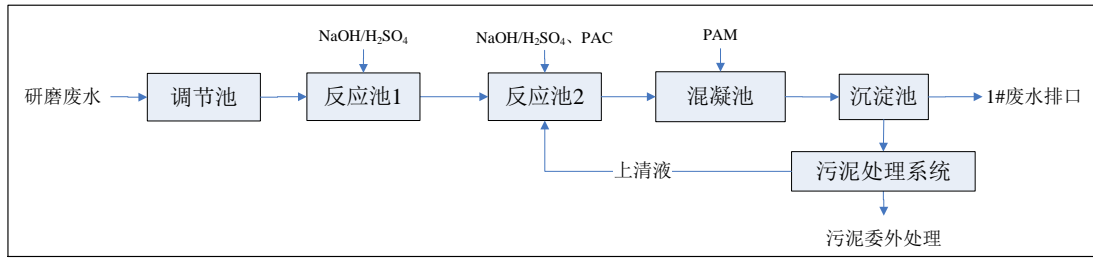 NaOH/H₂SO₄
NaOH/H₂SO₄、PAC
PAM
研磨废水
调节池
反应池1
反应池2
混凝池
沉淀池
1#废水排口
上清液
污泥处理系统
污泥委外处理